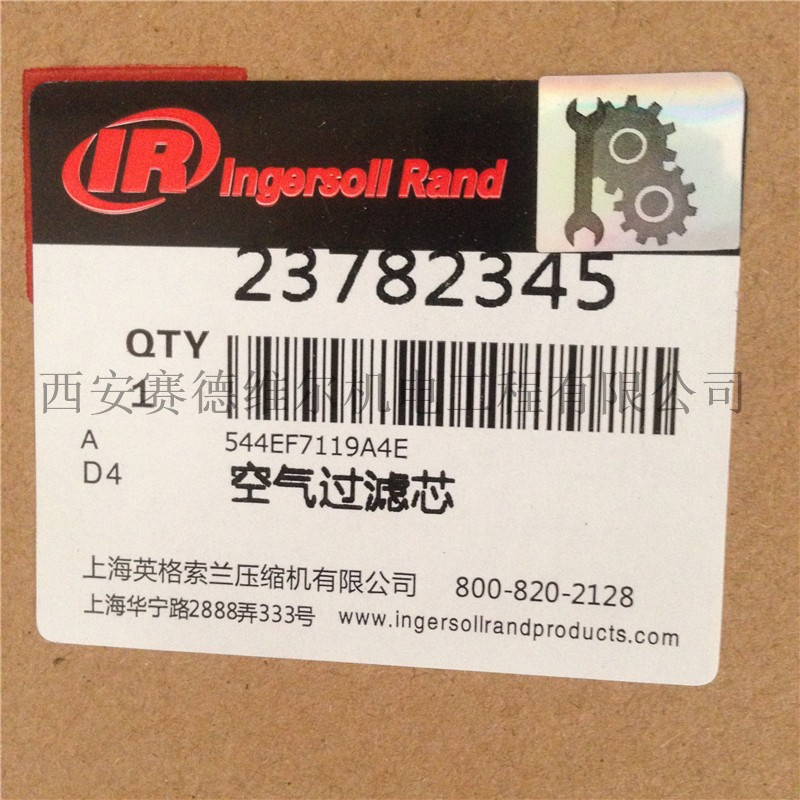 IR Ingersoll Rand
23782345
QTY
1
西安赛德维尔机电工程有限公司
A
544EF7119A4E
D4
空气过滤芯
上海英格索兰压缩机有限公司 800-820-2128
上海华宁路2888弄333号 www.ingersollrandproducts.com